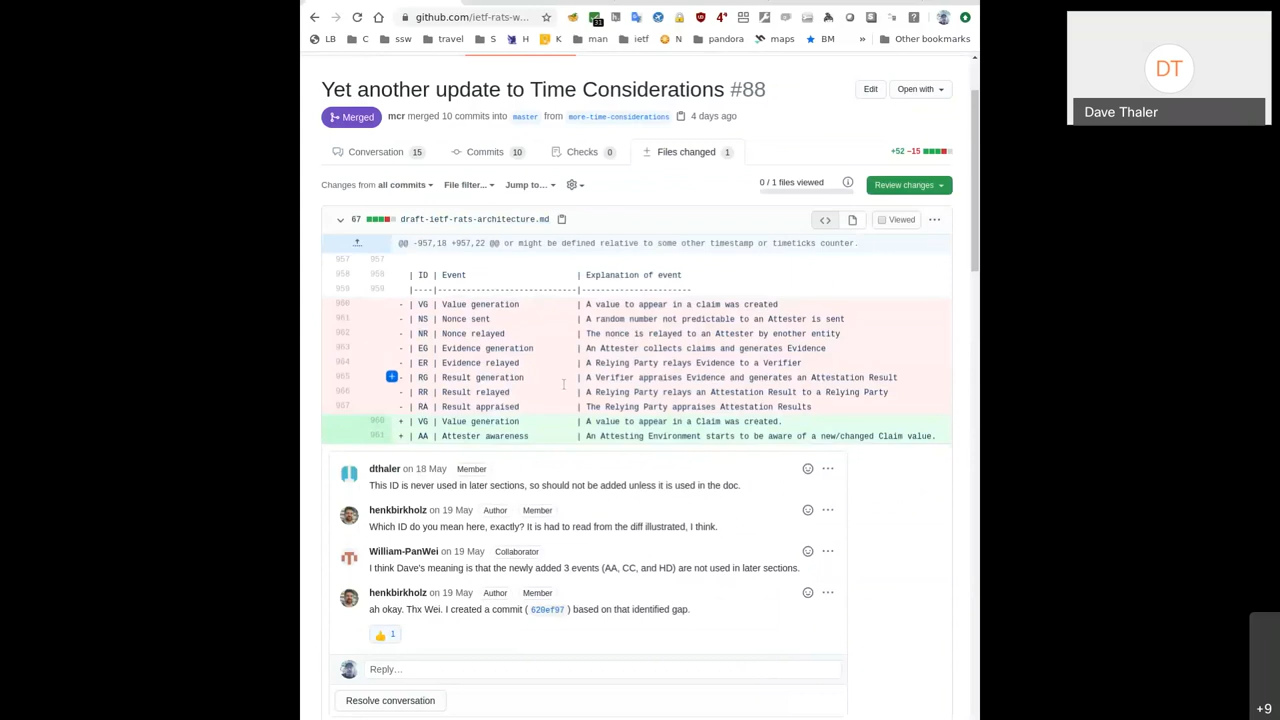 github.com/ietf-rats-w...
31
4°
LB
C
ssw
travel
S
H
K
man
ietf
N
pandora
maps
BM
»
Other bookmarks
Yet another update to Time Considerations #88
Edit
Open with
Merged
mcr merged 10 commits into master from more-time-considerations 4 days ago
Conversation 15
Commits 10
Checks 0
Files changed 1
+52 −15
Changes from all commits
File filter...
Jump to...
0 / 1 files viewed
Review changes
67 draft-ietf-rats-architecture.md
Viewed
@@ -957,18 +957,22 @@ or might be defined relative to some other timestamp or timeticks counter.
957 957
958 958 | ID | Event | Explanation of event
959 959 |----|----------------------------|----------------------
960 - | VG | Value generation | A value to appear in a claim was created
961 - | NS | Nonce sent | A random number not predictable to an Attester is sent
962 - | NR | Nonce relayed | The nonce is relayed to an Attester by enother entity
963 - | EG | Evidence generation | An Attester collects claims and generates Evidence
964 - | ER | Evidence relayed | A Relying Party relays Evidence to a Verifier
965 - | RG | Result generation | A Verifier appraises Evidence and generates an Attestation Result
966 - | RR | Result relayed | A Relying Party relays an Attestation Result to a Relying Party
967 - | RA | Result appraised | The Relying Party appraises Attestation Results
960 + | VG | Value generation | A value to appear in a Claim was created.
961 + | AA | Attester awareness | An Attesting Environment starts to be aware of a new/changed Claim value.
dthaler on 18 May Member
This ID is never used in later sections, so should not be added unless it is used in the doc.
henkbirkholz on 19 May Author Member
Which ID do you mean here, exactly? It is had to read from the diff illustrated, I think.
William-PanWei on 19 May Collaborator
I think Dave's meaning is that the newly added 3 events (AA, CC, and HD) are not used in later sections.
henkbirkholz on 19 May Author Member
ah okay. Thx Wei. I created a commit ( 620ef97 ) based on that identified gap.
1
Reply...
Resolve conversation
DT
Dave Thaler
+9